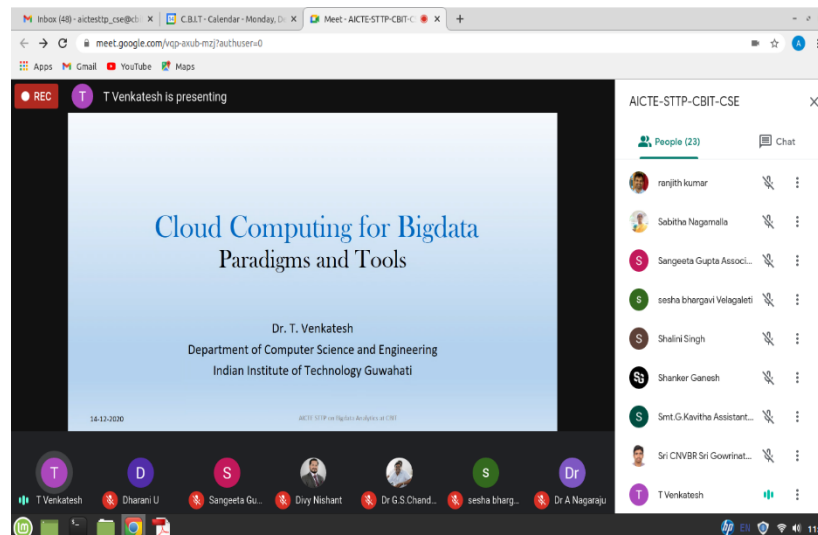 Inbox (48) - aictesttp_cse@cb
C.B.I.T - Calendar - Monday, D
Meet - AICTE-STTP-CBIT-C
meet.google.com/vqp-axub-mzj?authuser=0
A
Apps Gmail YouTube Maps
REC T T Venkatesh is presenting
Cloud Computing for Bigdata
Paradigms and Tools
Dr. T. Venkatesh
Department of Computer Science and Engineering
Indian Institute of Technology Guwahati
14-12-2020 AICTE STTP on Bigdata Analytics at CBIT
AICTE-STTP-CBIT-CSE
People (23) Chat
ranjith kumar
Sabitha Nagamalla
S Sangeeta Gupta Associ...
s sesha bhargavi Velagaleti
S Shalini Singh
SG Shanker Ganesh
S Smt.G.Kavitha Assistant...
Sri CNVBR Sri Gowrinat...
T T Venkatesh
T D S s Dr
T Venkatesh Dharani U Sangeeta Gu... Divy Nishant Dr G.S.Chand... sesha bharg... Dr A Nagaraju
hp EN 11: